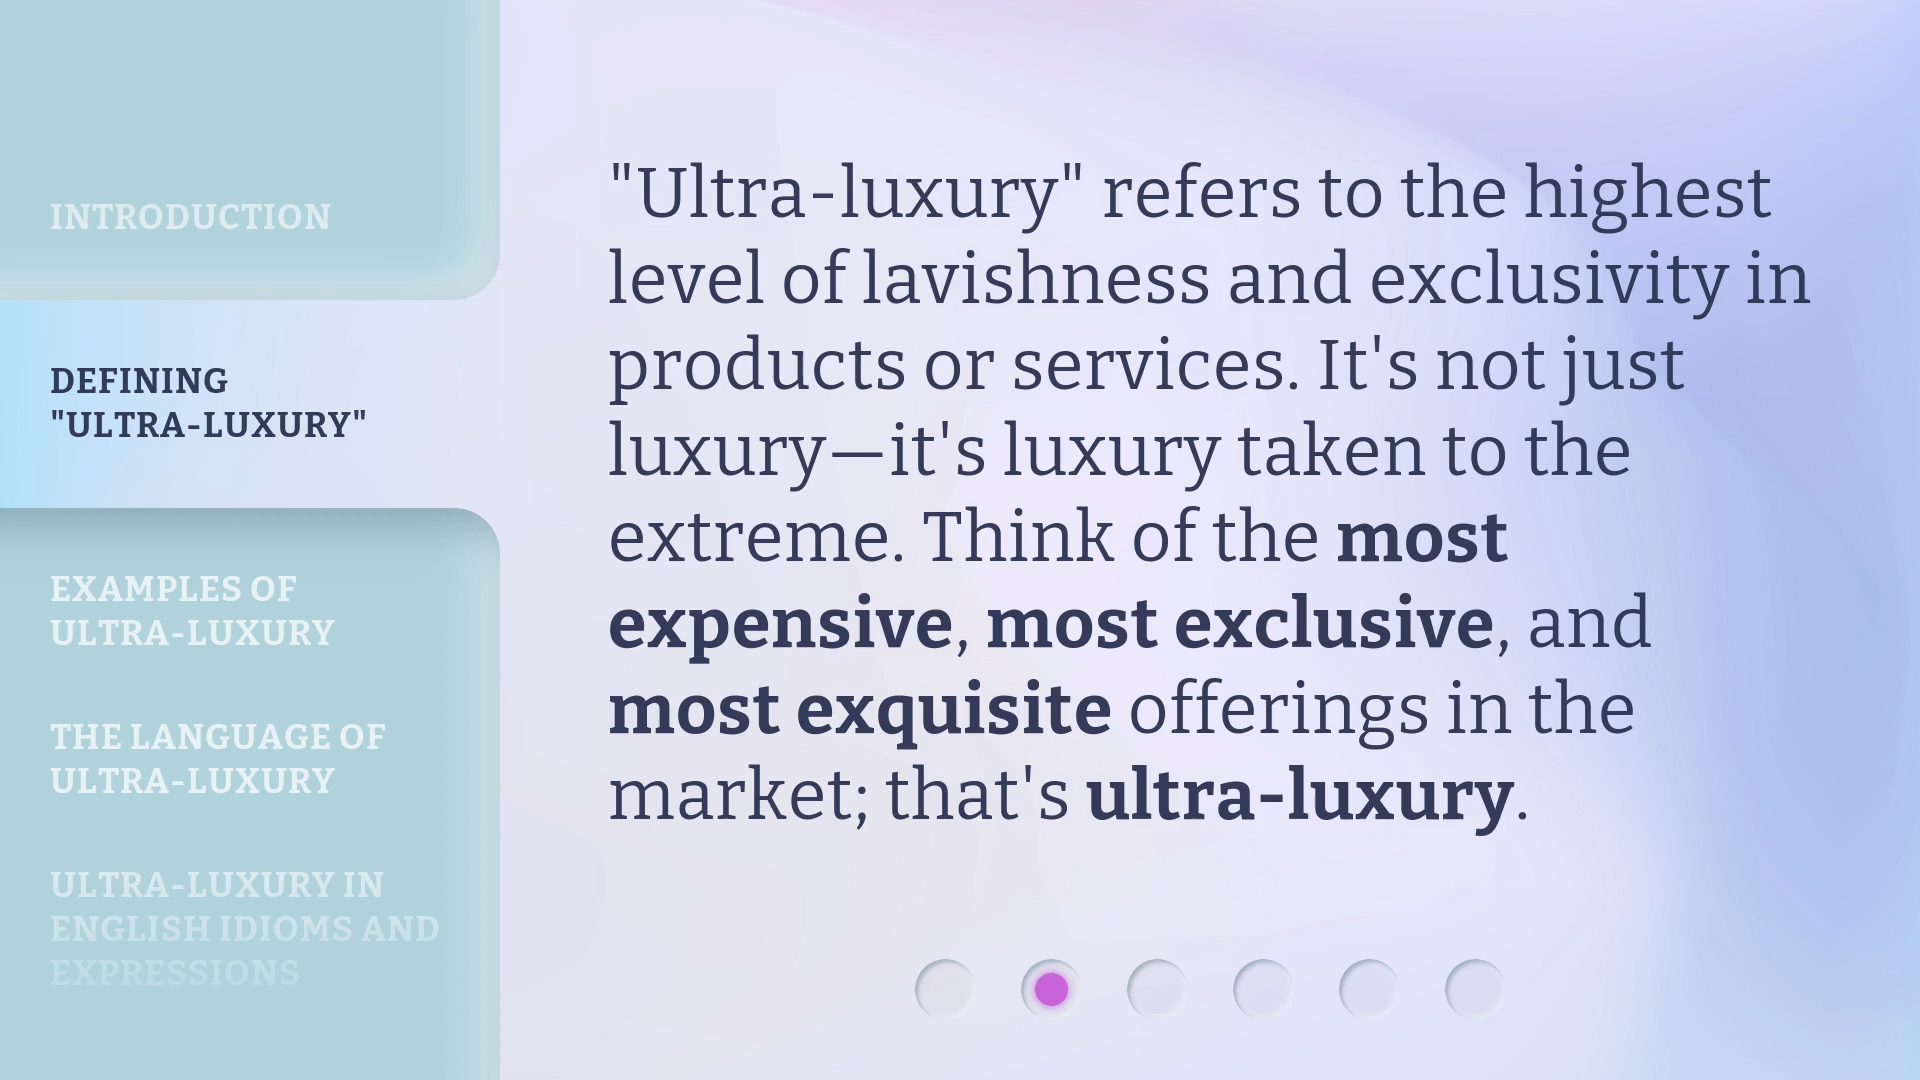 INTRODUCTION
DEFINING
"ULTRA-LUXURY"
EXAMPLES OF
ULTRA-LUXURY
THE LANGUAGE OF
ULTRA-LUXURY
ULTRA-LUXURY IN
ENGLISH IDIOMS AND
EXPRESSIONS
"Ultra-luxury" refers to the highest
level of lavishness and exclusivity in
products or services. It's not just
luxury—it's luxury taken to the
extreme. Think of the most
expensive, most exclusive, and
most exquisite offerings in the
market; that's ultra-luxury.